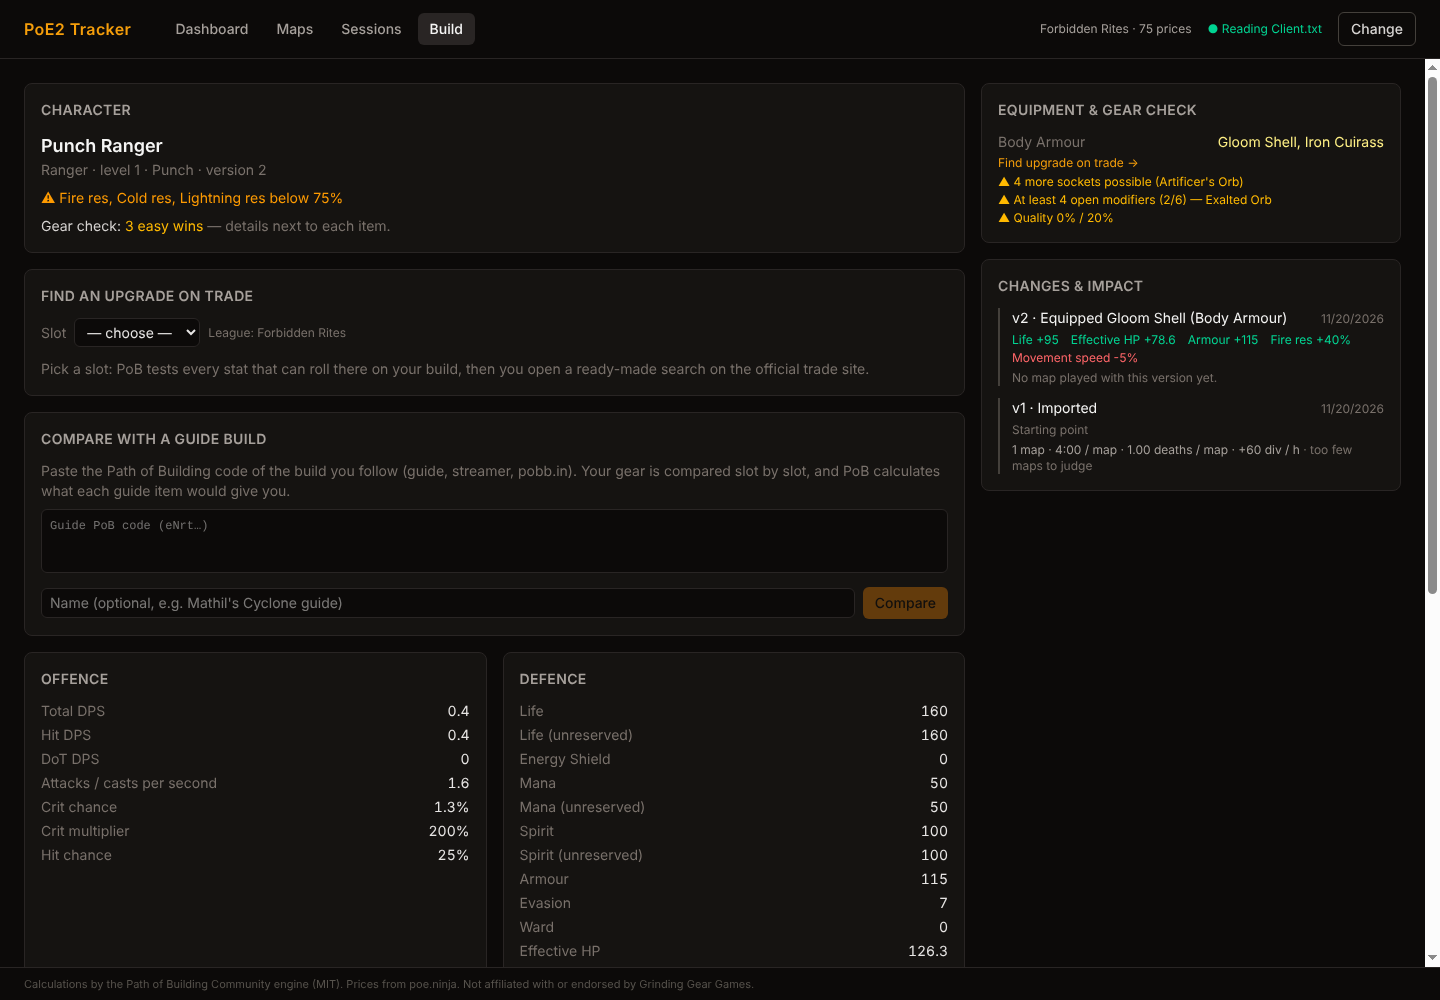 PoE2 Tracker
Dashboard
Maps
Sessions
Build
Forbidden Rites · 75 prices
● Reading Client.txt
Change
CHARACTER
Punch Ranger
Ranger · level 1 · Punch · version 2
⚠ Fire res, Cold res, Lightning res below 75%
Gear check: 3 easy wins — details next to each item.
FIND AN UPGRADE ON TRADE
Slot
— choose —
League: Forbidden Rites
Pick a slot: PoB tests every stat that can roll there on your build, then you open a ready-made search on the official trade site.
COMPARE WITH A GUIDE BUILD
Paste the Path of Building code of the build you follow (guide, streamer, pobb.in). Your gear is compared slot by slot, and PoB calculates
what each guide item would give you.
Guide PoB code (eNrt…)
Name (optional, e.g. Mathil's Cyclone guide)
Compare
OFFENCE
Total DPS 0.4
Hit DPS 0.4
DoT DPS 0
Attacks / casts per second 1.6
Crit chance 1.3%
Crit multiplier 200%
Hit chance 25%
DEFENCE
Life 160
Life (unreserved) 160
Energy Shield 0
Mana 50
Mana (unreserved) 50
Spirit 100
Spirit (unreserved) 100
Armour 115
Evasion 7
Ward 0
Effective HP 126.3
EQUIPMENT & GEAR CHECK
Body Armour Gloom Shell, Iron Cuirass
Find upgrade on trade →
▲ 4 more sockets possible (Artificer's Orb)
▲ At least 4 open modifiers (2/6) — Exalted Orb
▲ Quality 0% / 20%
CHANGES & IMPACT
v2 · Equipped Gloom Shell (Body Armour) 11/20/2026
Life +95 Effective HP +78.6 Armour +115 Fire res +40%
Movement speed -5%
No map played with this version yet.
v1 · Imported 11/20/2026
Starting point
1 map · 4:00 / map · 1.00 deaths / map · +60 div / h · too few
maps to judge
Calculations by the Path of Building Community engine (MIT). Prices from poe.ninja. Not affiliated with or endorsed by Grinding Gear Games.